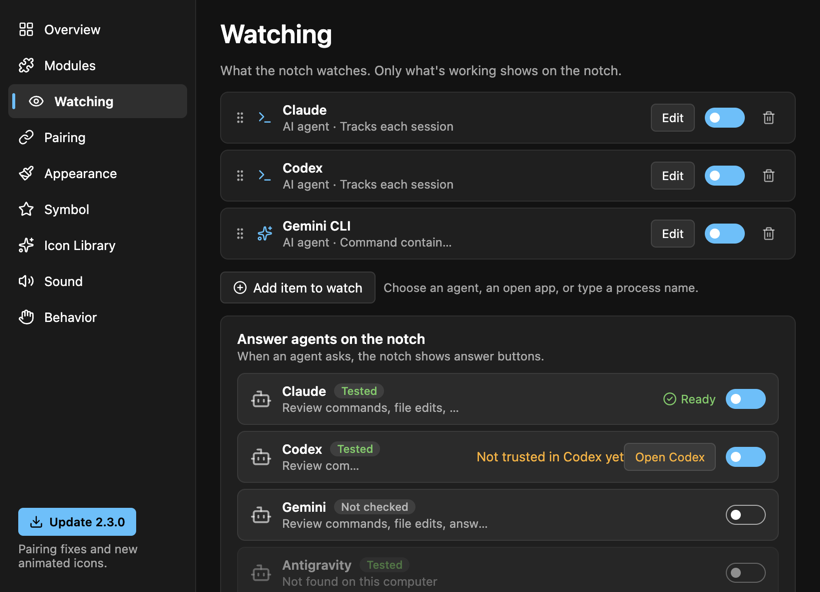 Overview
Modules
Watching
Pairing
Appearance
Symbol
Icon Library
Sound
Behavior
Update 2.3.0
Pairing fixes and new
animated icons.
Watching
What the notch watches. Only what's working shows on the notch.
Claude
AI agent · Tracks each session
Edit
Codex
AI agent · Tracks each session
Edit
Gemini CLI
AI agent · Command contain...
Edit
Add item to watch
Choose an agent, an open app, or type a process name.
Answer agents on the notch
When an agent asks, the notch shows answer buttons.
Claude Tested
Review commands, file edits, ...
Ready
Codex Tested
Review com...
Not trusted in Codex yet Open Codex
Gemini Not checked
Review commands, file edits, answ...
Antigravity Tested
Not found on this computer